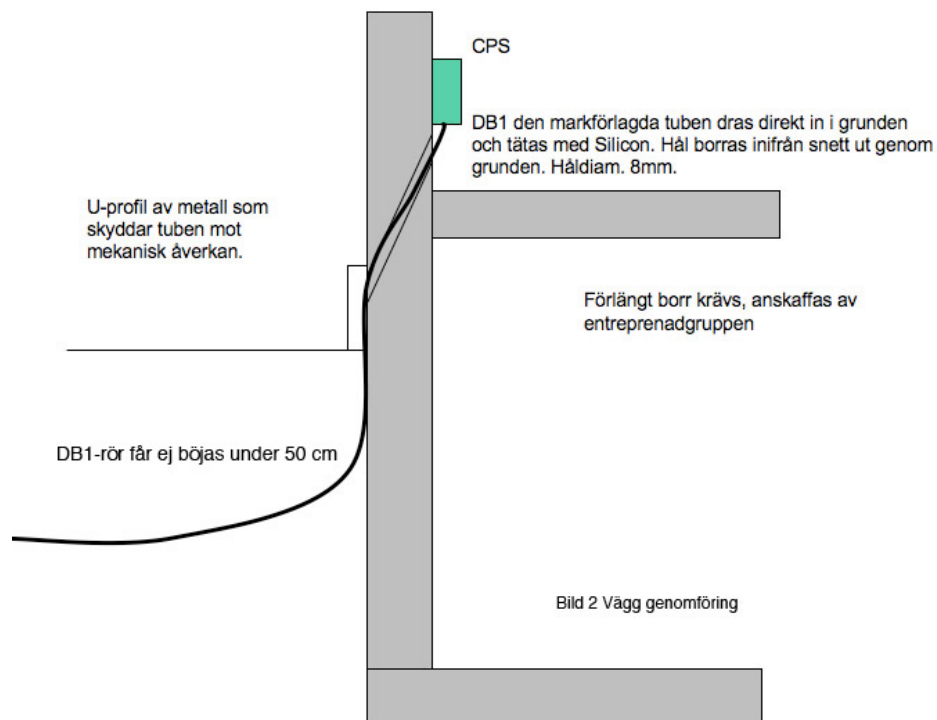 CPS
DB1 den markförlagda tuben dras direkt in i grunden
och tätas med Silicon. Hål borras inifrån snett ut genom
grunden. Håldiam. 8mm.
U-profil av metall som
skyddar tuben mot
mekanisk åverkan.
Förlängt borr krävs, anskaffas av
entreprenadgruppen
DB1-rör får ej böjas under 50 cm
Bild 2 Vägg genomföring